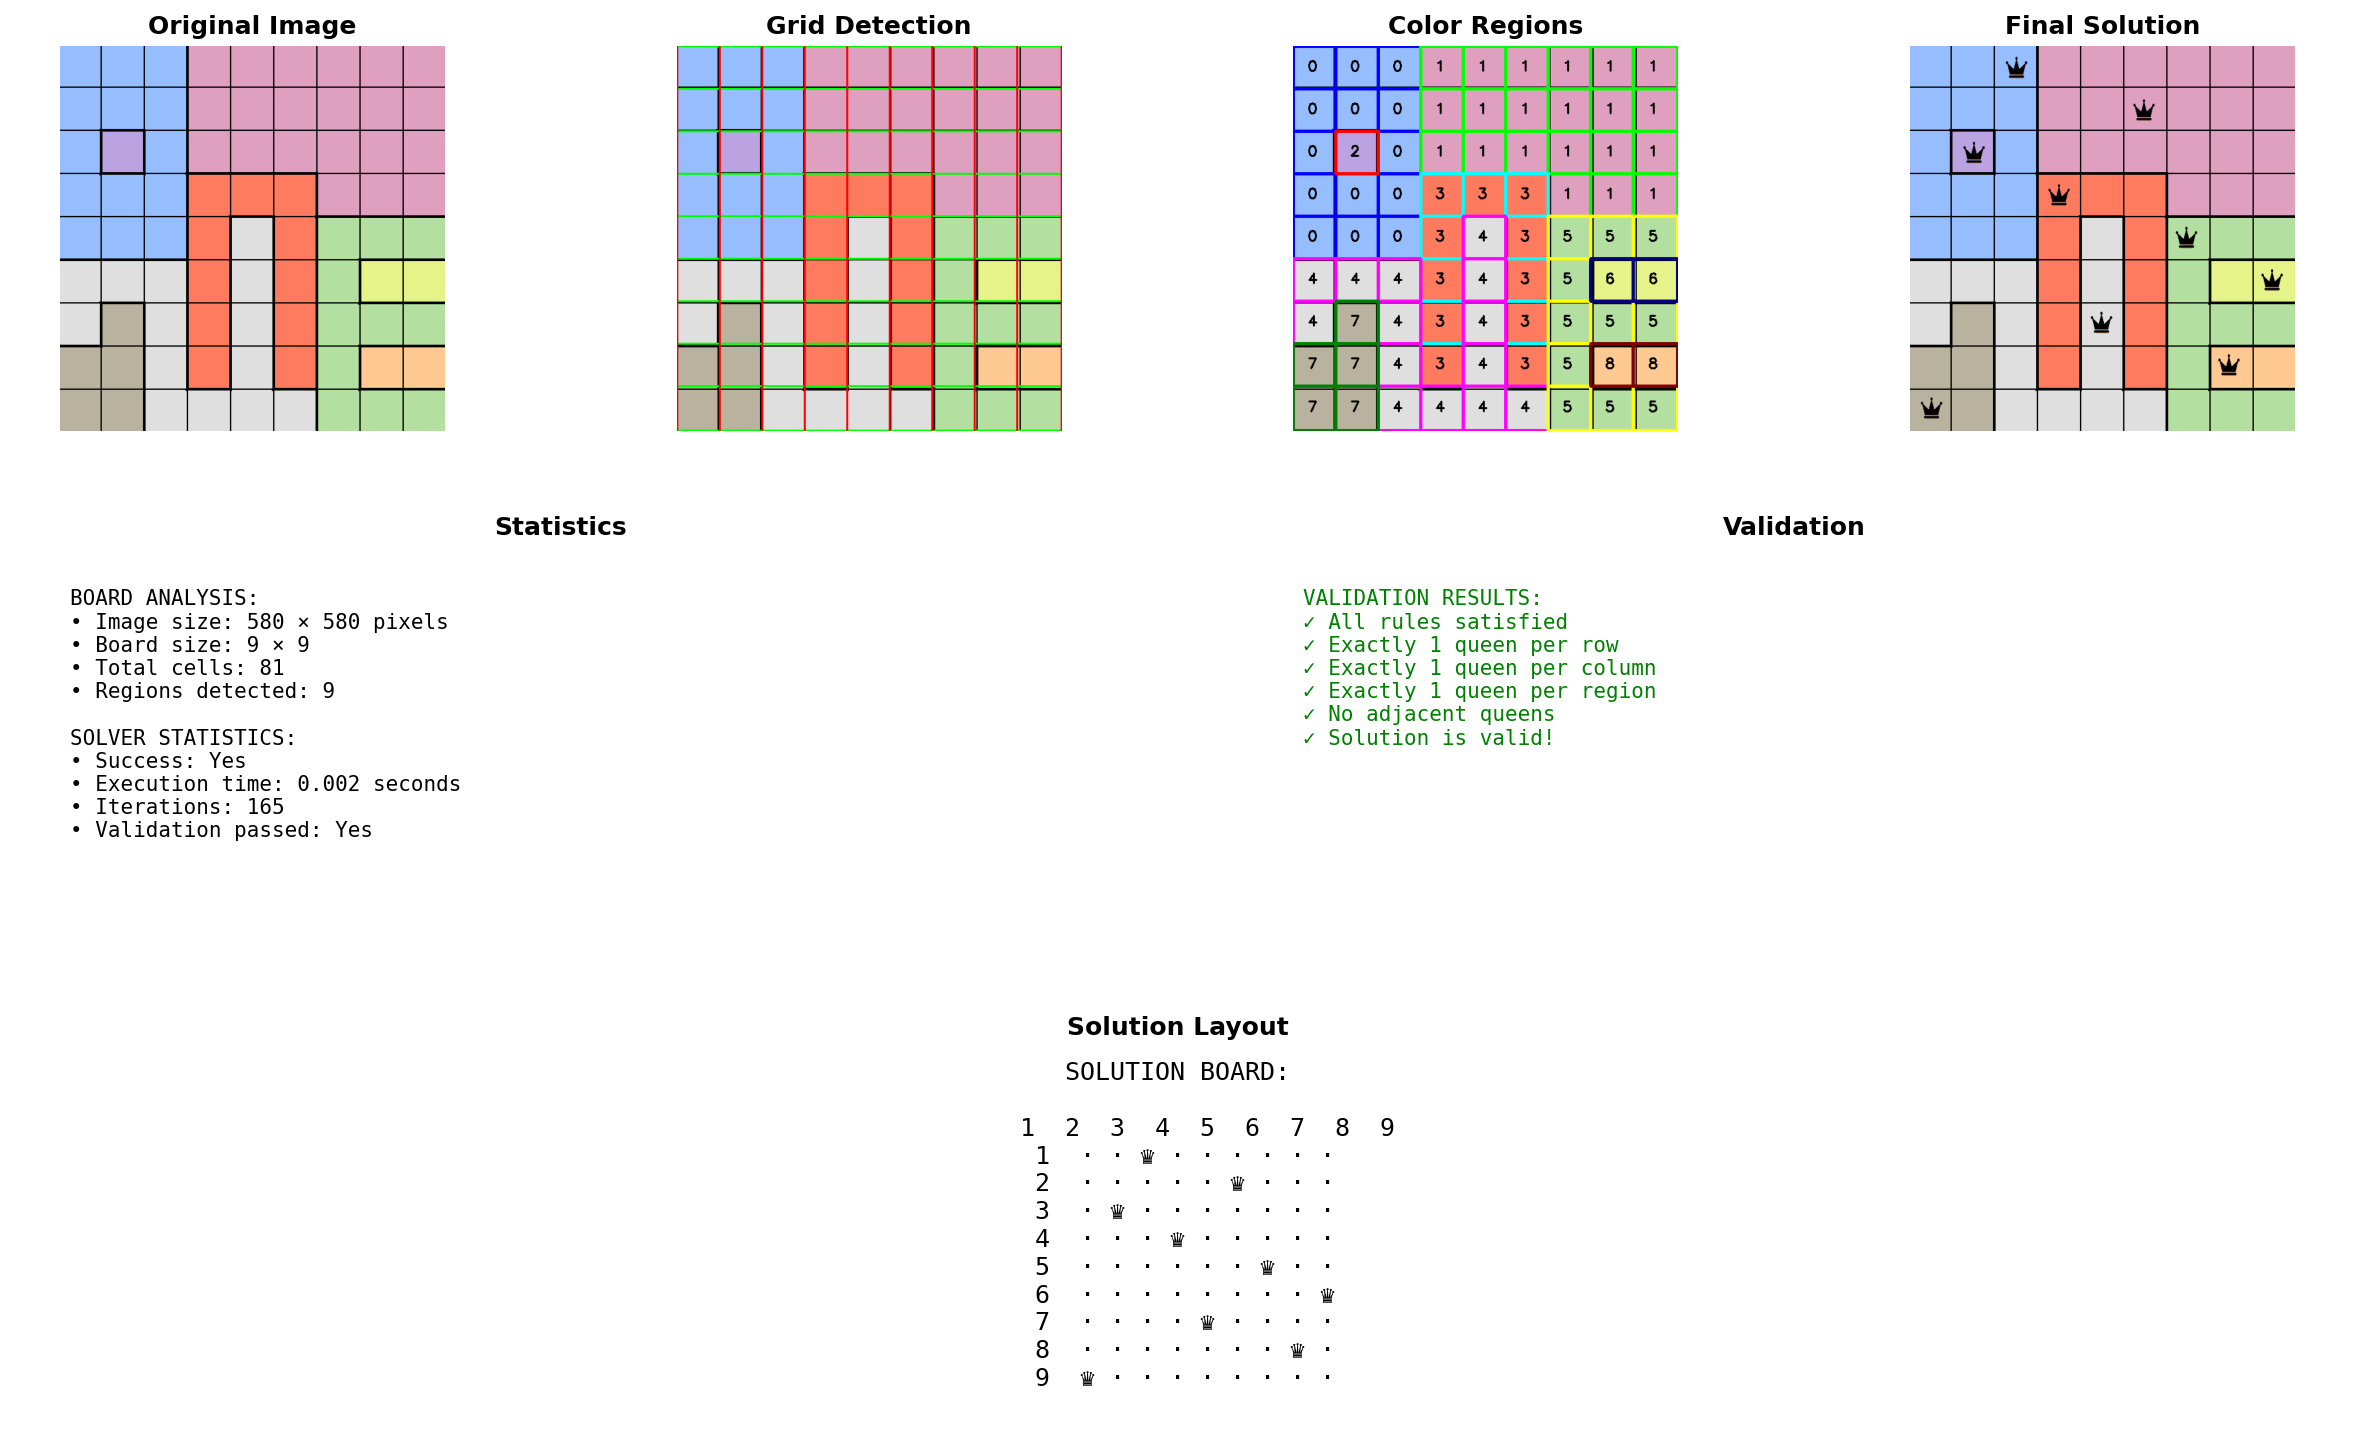 Original Image
Grid Detection
Color Regions
Final Solution
0 0 0 1 1 1 1 1 1
0 0 0 1 1 1 1 1 1
0 2 0 1 1 1 1 1 1
0 0 0 3 3 3 1 1 1
0 0 0 3 4 3 5 5 5
4 4 4 3 4 3 5 6 6
4 7 4 3 4 3 5 5 5
7 7 4 3 4 3 5 8 8
7 7 4 4 4 4 5 5 5
Statistics
BOARD ANALYSIS:
• Image size: 580 × 580 pixels
• Board size: 9 × 9
• Total cells: 81
• Regions detected: 9
SOLVER STATISTICS:
• Success: Yes
• Execution time: 0.002 seconds
• Iterations: 165
• Validation passed: Yes
Validation
VALIDATION RESULTS:
✓ All rules satisfied
✓ Exactly 1 queen per row
✓ Exactly 1 queen per column
✓ Exactly 1 queen per region
✓ No adjacent queens
✓ Solution is valid!
Solution Layout
SOLUTION BOARD:
1 2 3 4 5 6 7 8 9
1 · · ♛ · · · · · ·
2 · · · · · ♛ · · ·
3 · ♛ · · · · · · ·
4 · · · ♛ · · · · ·
5 · · · · · · ♛ · ·
6 · · · · · · · · ♛
7 · · · · ♛ · · · ·
8 · · · · · · · ♛ ·
9 ♛ · · · · · · · ·